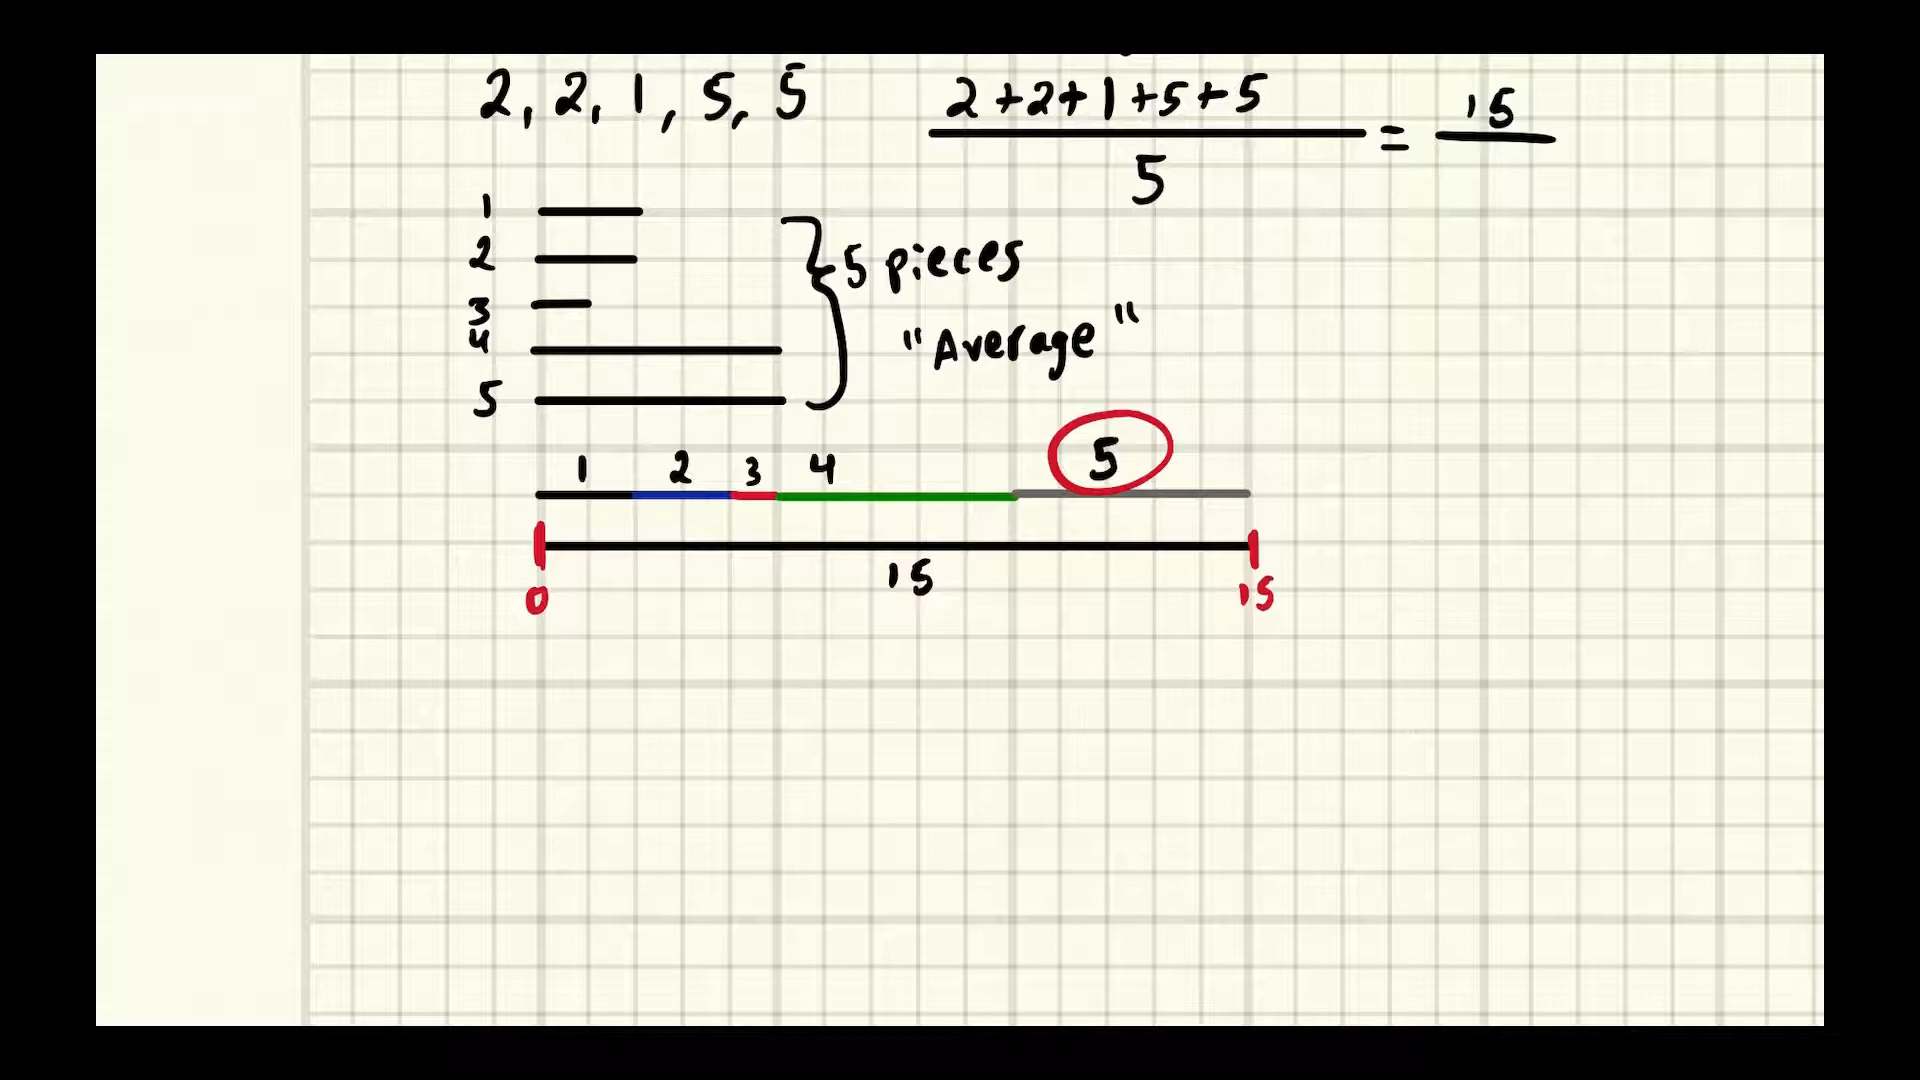 2, 2, 1, 5, 5
2+2+1+5+5 = 15
5
1
2
5 pieces
3
4
"Average"
5
1 2 3 4 5
15
0 15